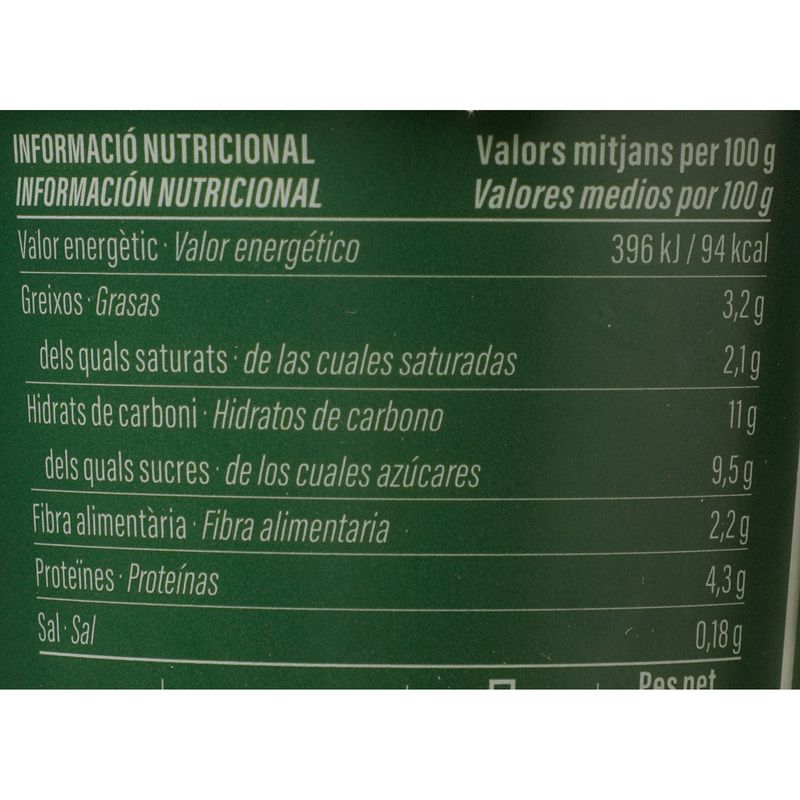 INFORMACIÓ NUTRICIONAL Valors mitjans per 100 g
INFORMACIÓN NUTRICIONAL Valores medios por 100 g
Valor energètic · Valor energético 396 kJ / 94 kcal
Greixos · Grasas 3,2 g
dels quals saturats · de las cuales saturadas 2,1 g
Hidrats de carboni · Hidratos de carbono 11 g
dels quals sucres · de los cuales azúcares 9,5 g
Fibra alimentària · Fibra alimentaria 2,2 g
Proteïnes · Proteínas 4,3 g
Sal · Sal 0,18 g
Pes net